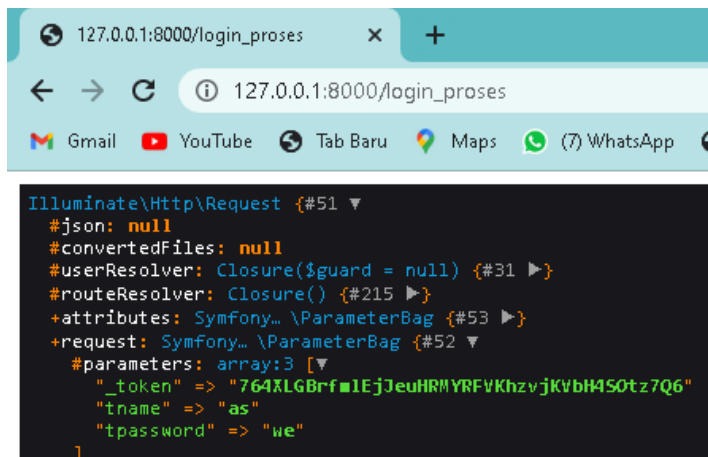 127.0.0.1:8000/login_proses
127.0.0.1:8000/login_proses
Gmail YouTube Tab Baru Maps (7) WhatsApp
Illuminate\Http\Request {#51 ▼
#json: null
#convertedFiles: null
#userResolver: Closure($guard = null) {#31 ▶}
#routeResolver: Closure() {#215 ▶}
+attributes: Symfony… \ParameterBag {#53 ▶}
+request: Symfony… \ParameterBag {#52 ▼
#parameters: array:3 [▼
"_token" =>
"tname" => "as"
"tpassword" => "we"
]